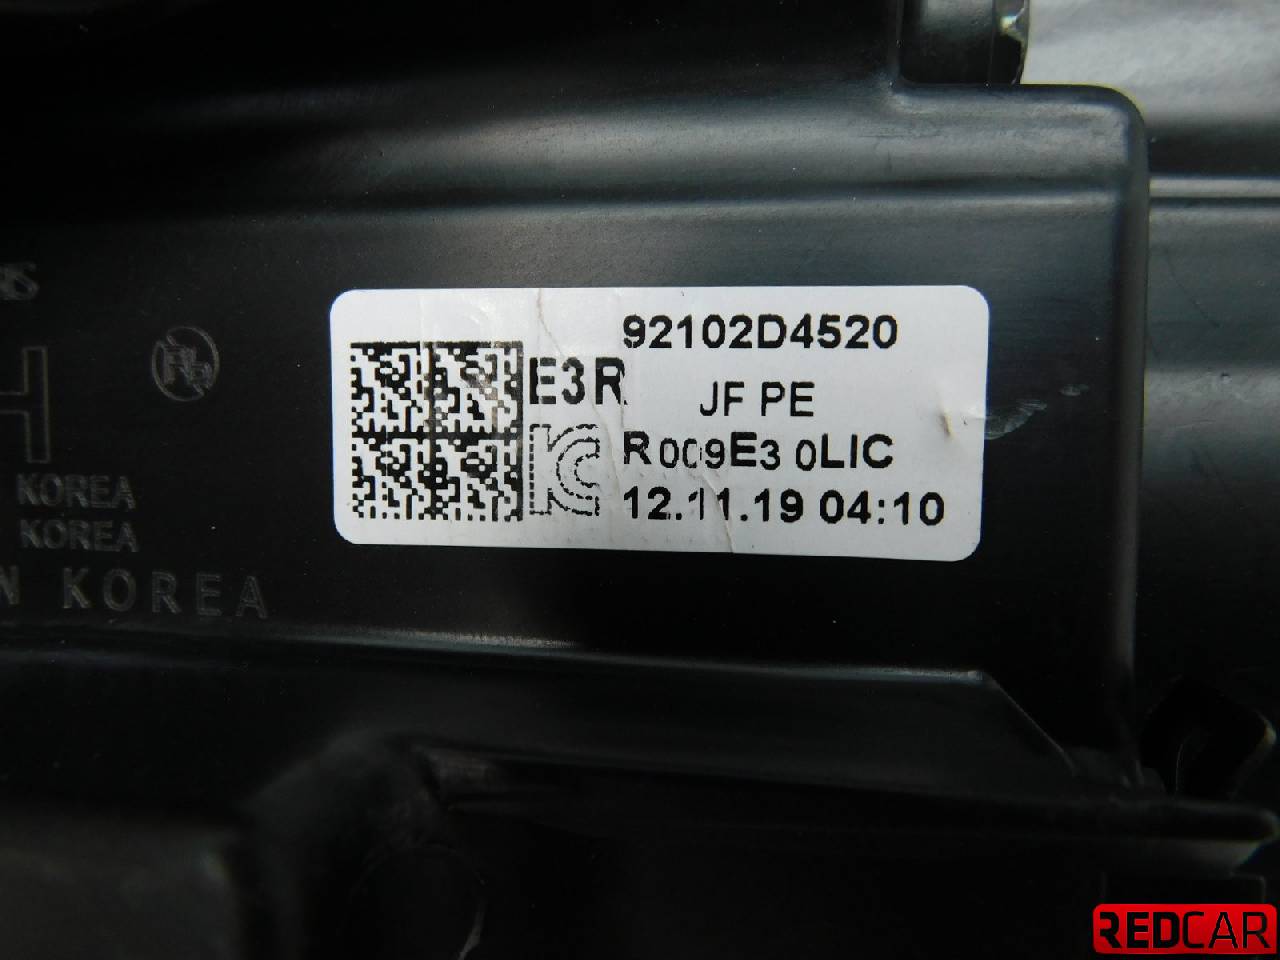 92102D4520
E3R
JF PE
R009E3 0LIC
12.11.19 04:10
KOREA
KOREA
N KOREA
REDCAR